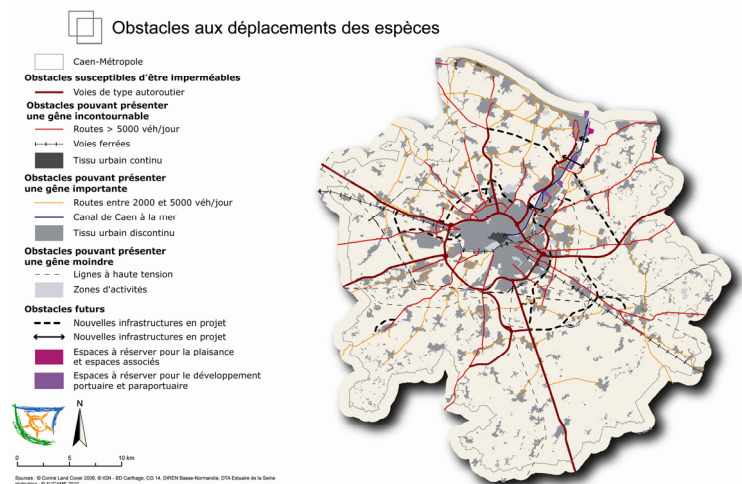 Obstacles aux déplacements des espèces
Caen-Métropole
Obstacles susceptibles d'être imperméables
Voies de type autoroutier
Obstacles pouvant présenter
une gêne incontournable
Routes > 5000 véh/jour
Voies ferrées
Tissu urbain continu
Obstacles pouvant présenter
une gêne importante
Routes entre 2000 et 5000 véh/jour
Canal de Caen à la mer
Tissu urbain discontinu
Obstacles pouvant présenter
une gêne moindre
Lignes à haute tension
Zones d'activités
Obstacles futurs
Nouvelles infrastructures en projet
Nouvelles infrastructures en projet
Espaces à réserver pour la plaisance
et espaces associés
Espaces à réserver pour le développement
portuaire et paraportuaire
N
0 5 10 km
Sources : © Corine Land Cover 2006, © IGN - BD Carthage, CG 14, DIREN Basse-Normandie, DTA Estuaire de la Seine